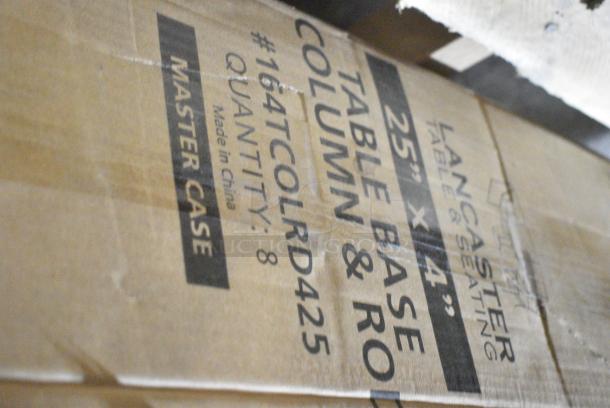 LANCASTER
TABLE & SEATING
25" X 4"
TABLE BASE
COLUMN & RO
#164TCOLRD425
QUANTITY: 8
Made in China
MASTER CASE